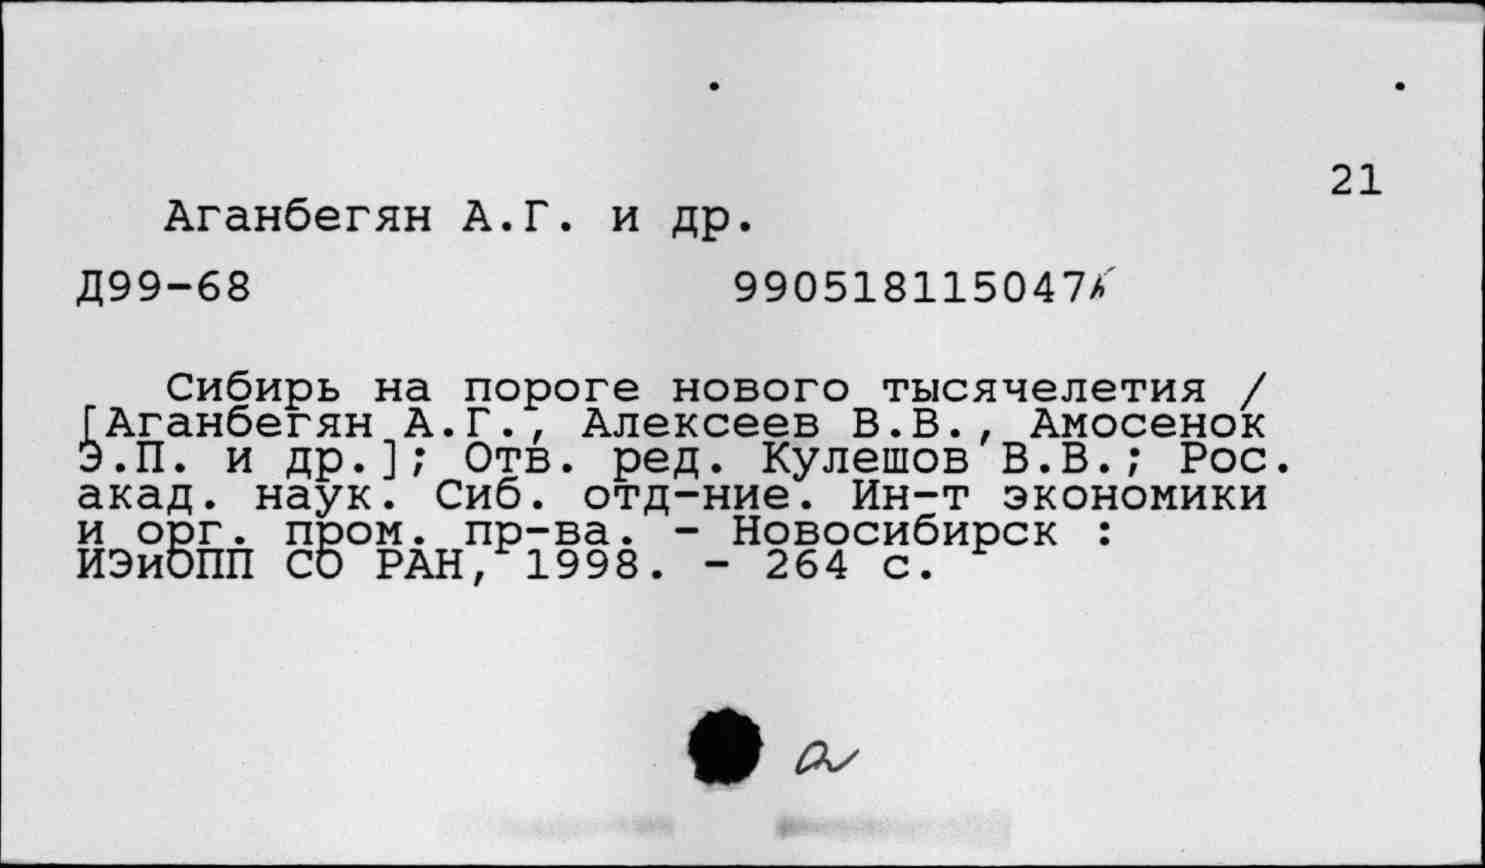 21
Аганбегян А.Г. и др.
Д99-68 990518115047
Сибирь на пороге нового тысячелетия /
[Аганбегян А.Г., Алексеев В.В., Амосенок
Э.П. и др.]; Отв. ред. Кулешов В.В.; Рос.
акад. наук. Сиб. отд-ние. Ин-т экономики
и орг. пром. пр-ва. - Новосибирск :
ИЭиОПП СО РАН, 1998. - 264 с.